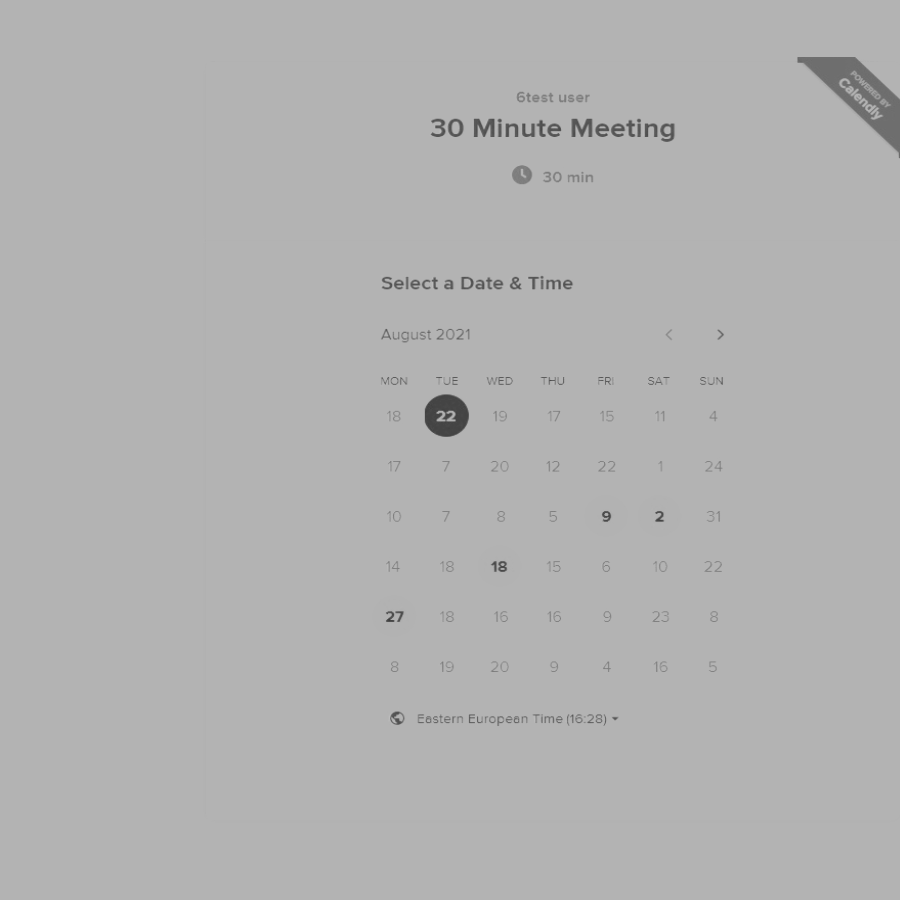 POWERED BY
Calendly
6test user
30 Minute Meeting
30 min
Select a Date & Time
August 2021
MON TUE WED THU FRI SAT SUN
18 22 19 17 15 11 4
17 7 20 12 22 1 24
10 7 8 5 9 2 31
14 18 18 15 6 10 22
27 18 16 16 9 23 8
8 19 20 9 4 16 5
Eastern European Time (16:28)